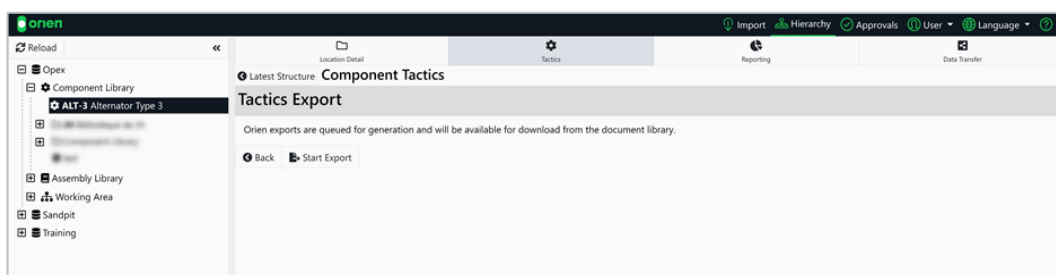 orien
Import Hierarchy Approvals User Language
Reload
Location Detail Tactics Reporting Data Transfer
Opex
Component Library
ALT-3 Alternator Type 3
Assembly Library
Working Area
Sandpit
Training
Latest Structure Component Tactics
Tactics Export
Orien exports are queued for generation and will be available for download from the document library.
Back Start Export